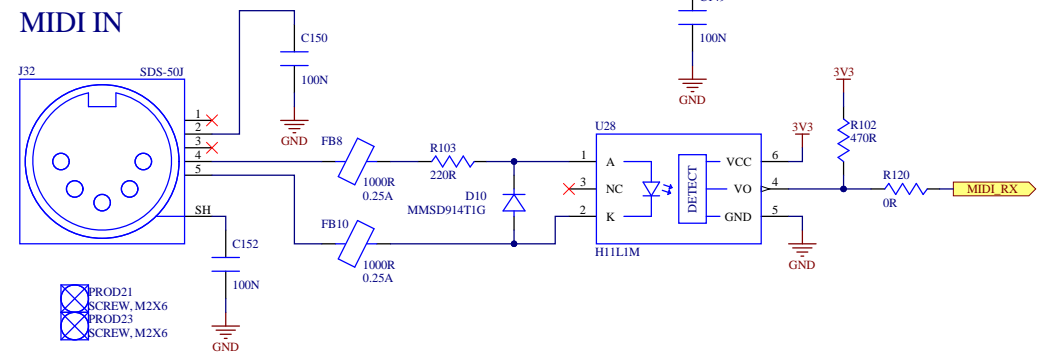 MIDI IN
C150
100N
GND
100N
GND
J32
SDS-50J
1
2
3
4
5
SH
C152
100N
GND
PROD21
SCREW, M2X6
PROD23
SCREW, M2X6
FB8
1000R
0.25A
FB10
1000R
0.25A
R103
220R
D10
MMSD914T1G
U28
1
A
3
NC
2
K
DETECT
VCC
6
VO
4
GND
5
H11L1M
3V3
GND
3V3
R102
470R
R120
0R
MIDI_RX